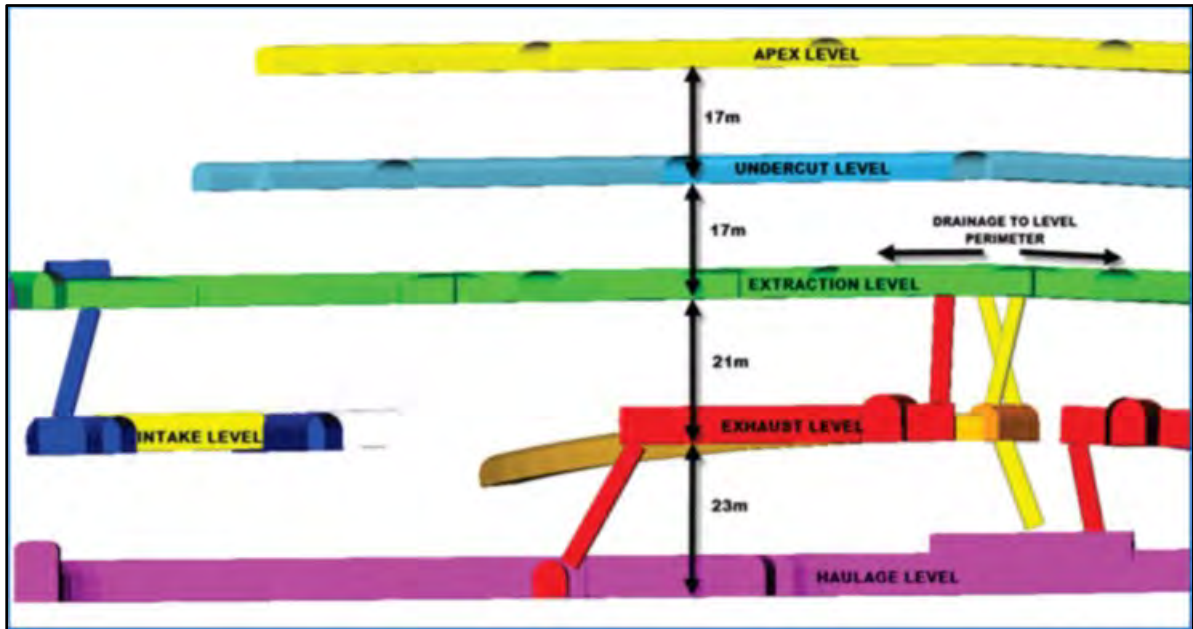 APEX LEVEL
17m
UNDERCUT LEVEL
17m
DRAINAGE TO LEVEL
PERIMETER
EXTRACTION LEVEL
21m
INTAKE LEVEL
EXHAUST LEVEL
23m
HAULAGE LEVEL